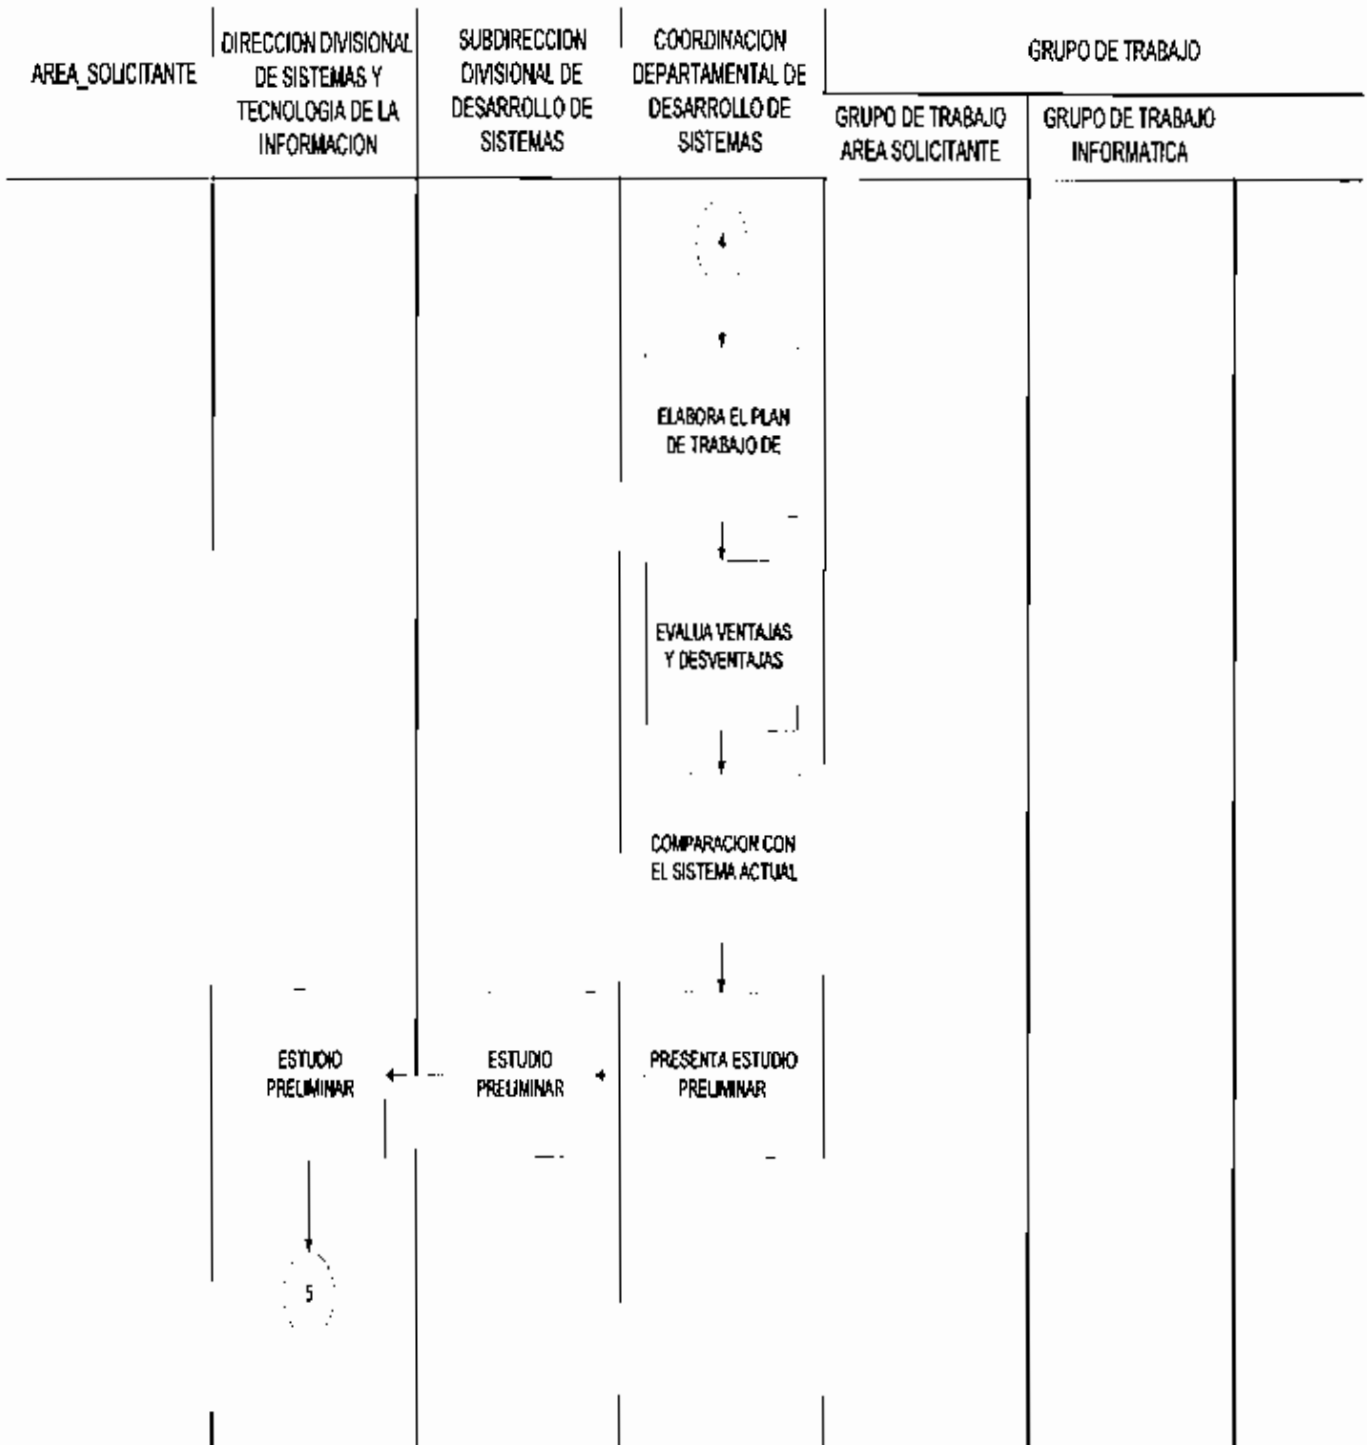 AREA_SOLICITANTE
DIRECCION DIVISIONAL
DE SISTEMAS Y
TECNOLOGIA DE LA
INFORMACION
SUBDIRECCION
DIVISIONAL DE
DESARROLLO DE
SISTEMAS
COORDINACION
DEPARTAMENTAL DE
DESARROLLO DE
SISTEMAS
GRUPO DE TRABAJO
GRUPO DE TRABAJO
AREA SOLICITANTE
GRUPO DE TRABAJO
INFORMATICA
4
ELABORA EL PLAN
DE TRABAJO DE
EVALUA VENTAJAS
Y DESVENTAJAS
COMPARACION CON
EL SISTEMA ACTUAL
ESTUDIO
PRELIMINAR
ESTUDIO
PRELIMINAR
PRESENTA ESTUDIO
PRELIMINAR
5